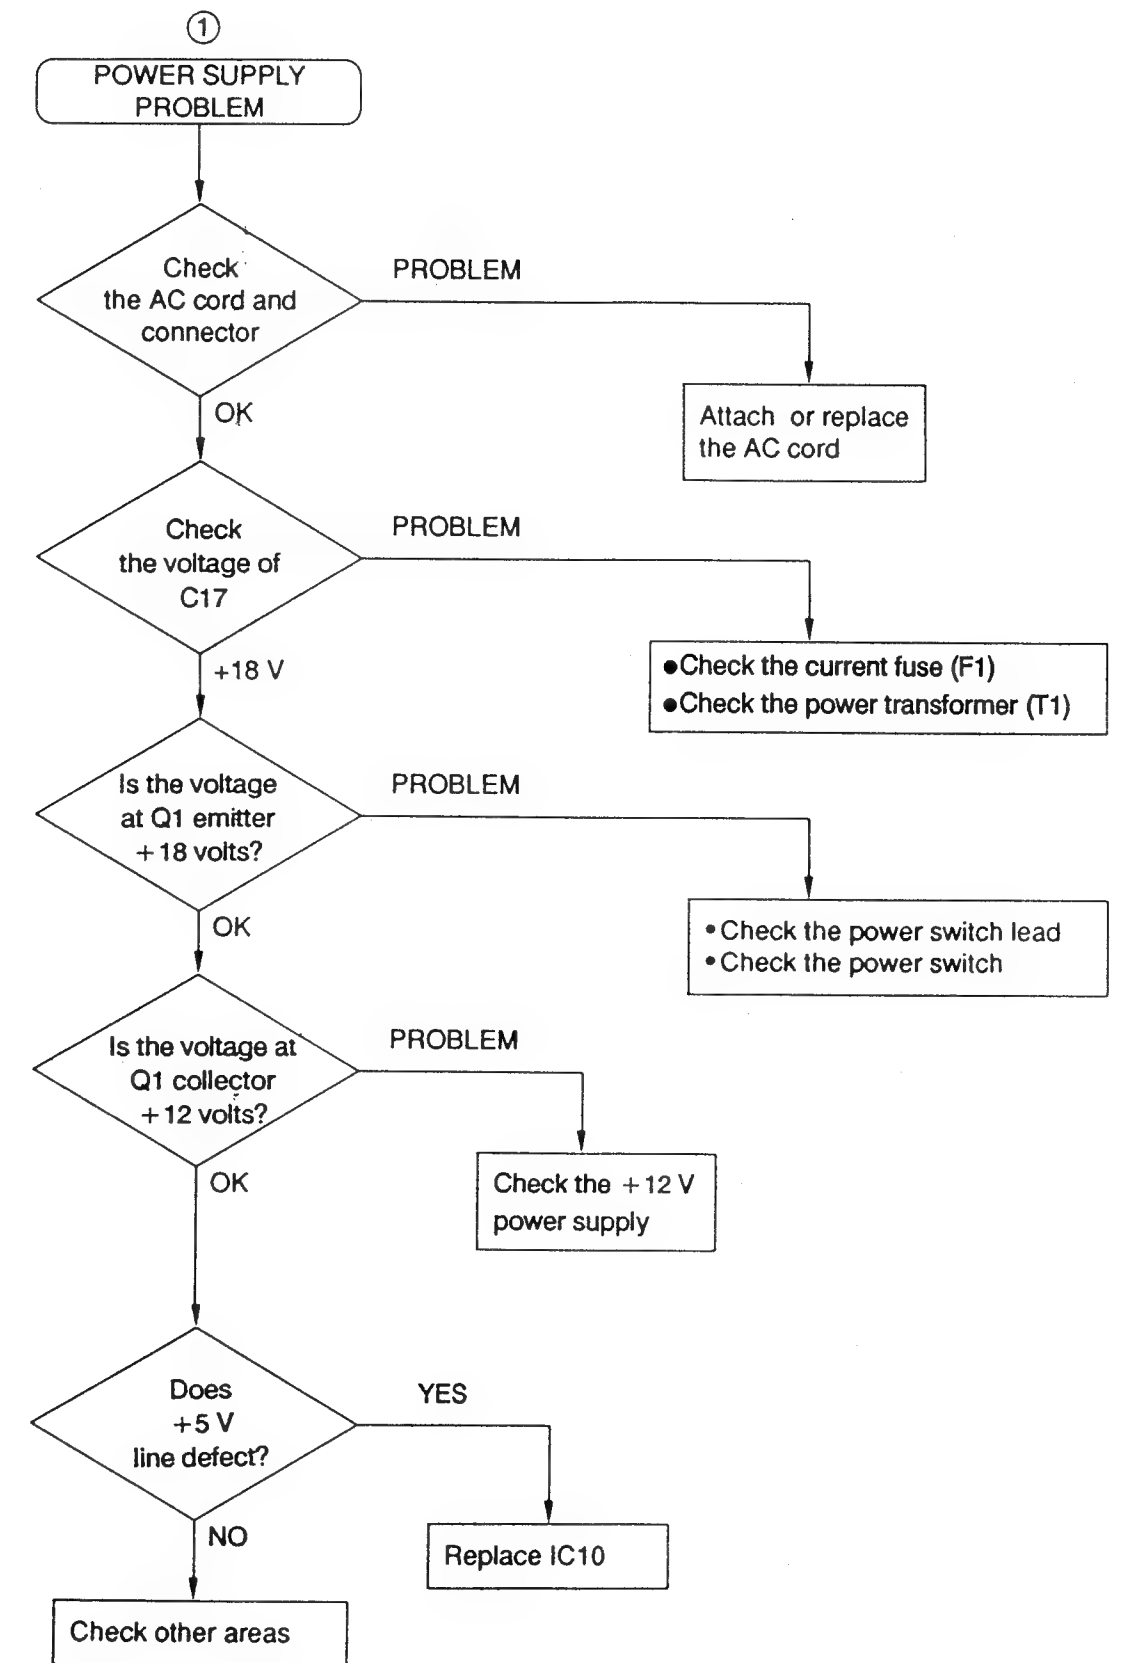 1
POWER SUPPLY
PROBLEM
Check
the AC cord and
connector
PROBLEM
OK
Attach or replace
the AC cord
Check
the voltage of
C17
PROBLEM
+18 V
●Check the current fuse (F1)
●Check the power transformer (T1)
Is the voltage
at Q1 emitter
+18 volts?
PROBLEM
OK
•Check the power switch lead
•Check the power switch
Is the voltage at
Q1 collector
+12 volts?
PROBLEM
OK
Check the +12 V
power supply
Does
+5 V
line defect?
YES
NO
Replace IC10
Check other areas